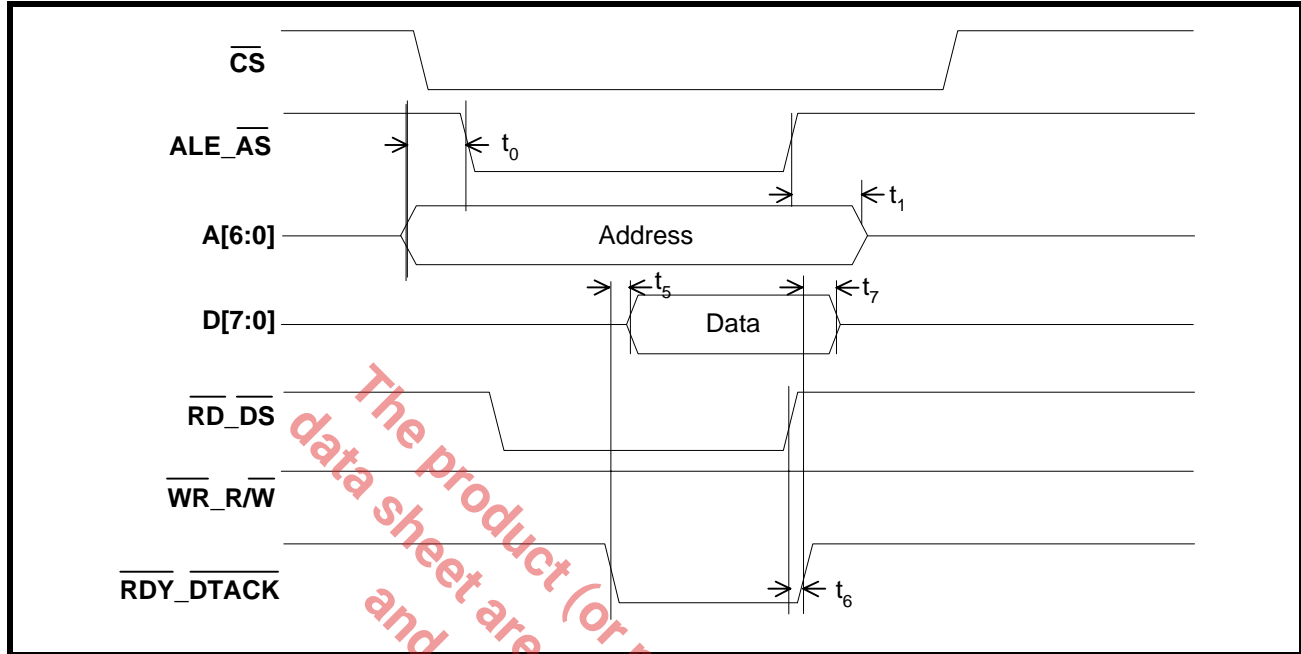 CS
ALE_AS
t0
A[6:0]
Address
t1
D[7:0]
t5
Data
t7
RD_DS
WR_R/W
RDY_DTACK
t6
The product (or
data sheet are
and